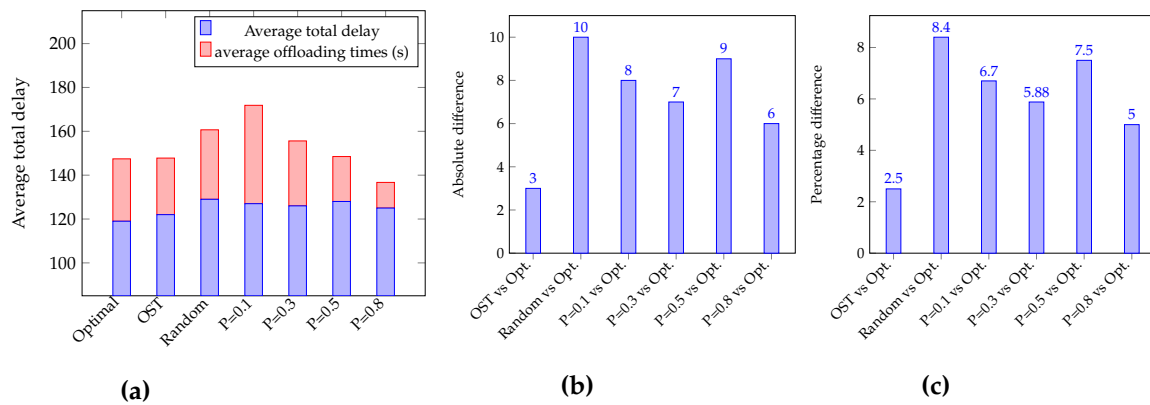 Average total delay
average offloading times (s)
200
180
160
140
120
100
Average total delay
Optimal
OST
Random
P=0.1
P=0.3
P=0.5
P=0.8
(a)
10
8
6
4
2
0
Absolute difference
3
10
8
7
9
6
OST vs Opt.
Random vs Opt.
P=0.1 vs Opt.
P=0.3 vs Opt.
P=0.5 vs Opt.
P=0.8 vs Opt.
(b)
8
6
4
2
0
Percentage difference
2.5
8.4
6.7
5.88
7.5
5
OST vs Opt.
Random vs Opt.
P=0.1 vs Opt.
P=0.3 vs Opt.
P=0.5 vs Opt.
P=0.8 vs Opt.
(c)